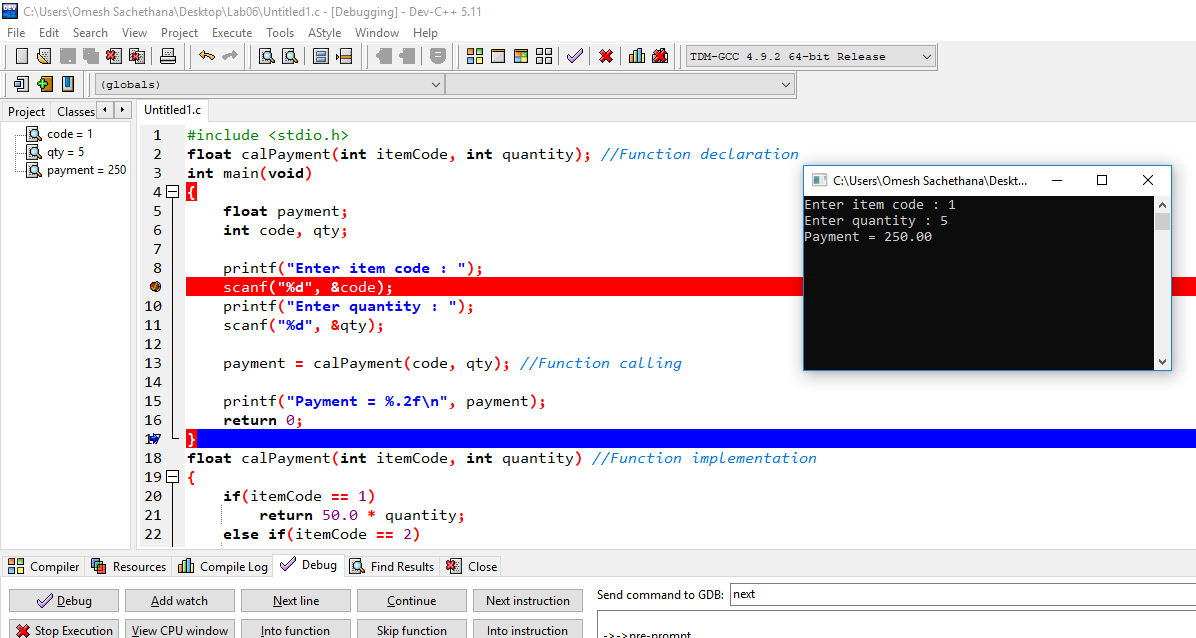 C:\Users\Omesh Sachethana\Desktop\Lab06\Untitled1.c - [Debugging] - Dev-C++ 5.11
File Edit Search View Project Execute Tools AStyle Window Help
TDM-GCC 4.9.2 64-bit Release
(globals)
Project Classes
Untitled1.c
code = 1
qty = 5
payment = 250
1 #include <stdio.h>
2 float calPayment(int itemCode, int quantity); //Function declaration
3 int main(void)
4 {
5 float payment;
6 int code, qty;
7
8 printf("Enter item code : ");
scanf("%d", &code);
10 printf("Enter quantity : ");
11 scanf("%d", &qty);
12
13 payment = calPayment(code, qty); //Function calling
14
15 printf("Payment = %.2f\n", payment);
16 return 0;
17 }
18 float calPayment(int itemCode, int quantity) //Function implementation
19 {
20 if(itemCode == 1)
21 return 50.0 * quantity;
22 else if(itemCode == 2)
C:\Users\Omesh Sachethana\Deskt...
Enter item code : 1
Enter quantity : 5
Payment = 250.00
Compiler Resources Compile Log Debug Find Results Close
Debug Add watch Next line Continue Next instruction
Send command to GDB: next
Stop Execution View CPU window Into function Skip function Into instruction
->->pre-prompt